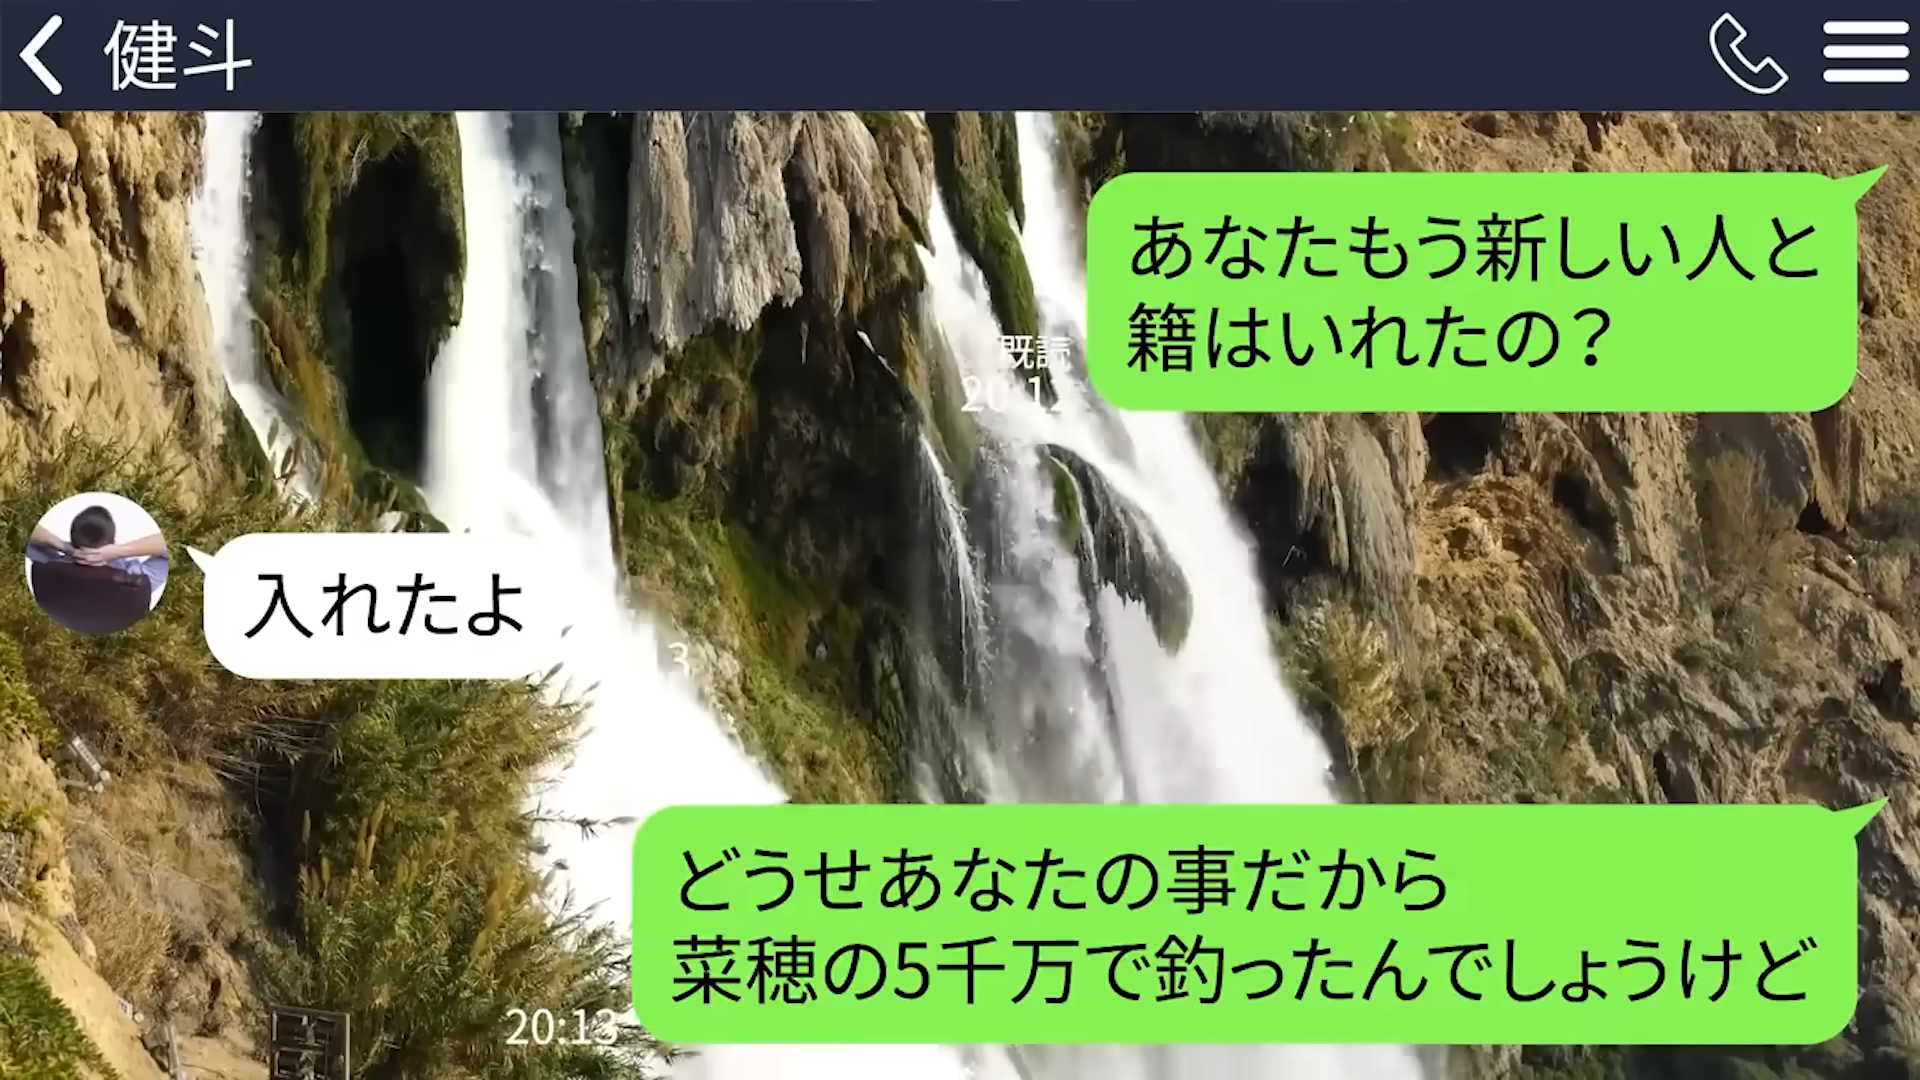 健斗
あなたもう新しい人と
籍はいれたの？
既読
20:12
入れたよ
どうせあなたの事だから
菜穂の5千万で釣ったんでしょうけど
20:13